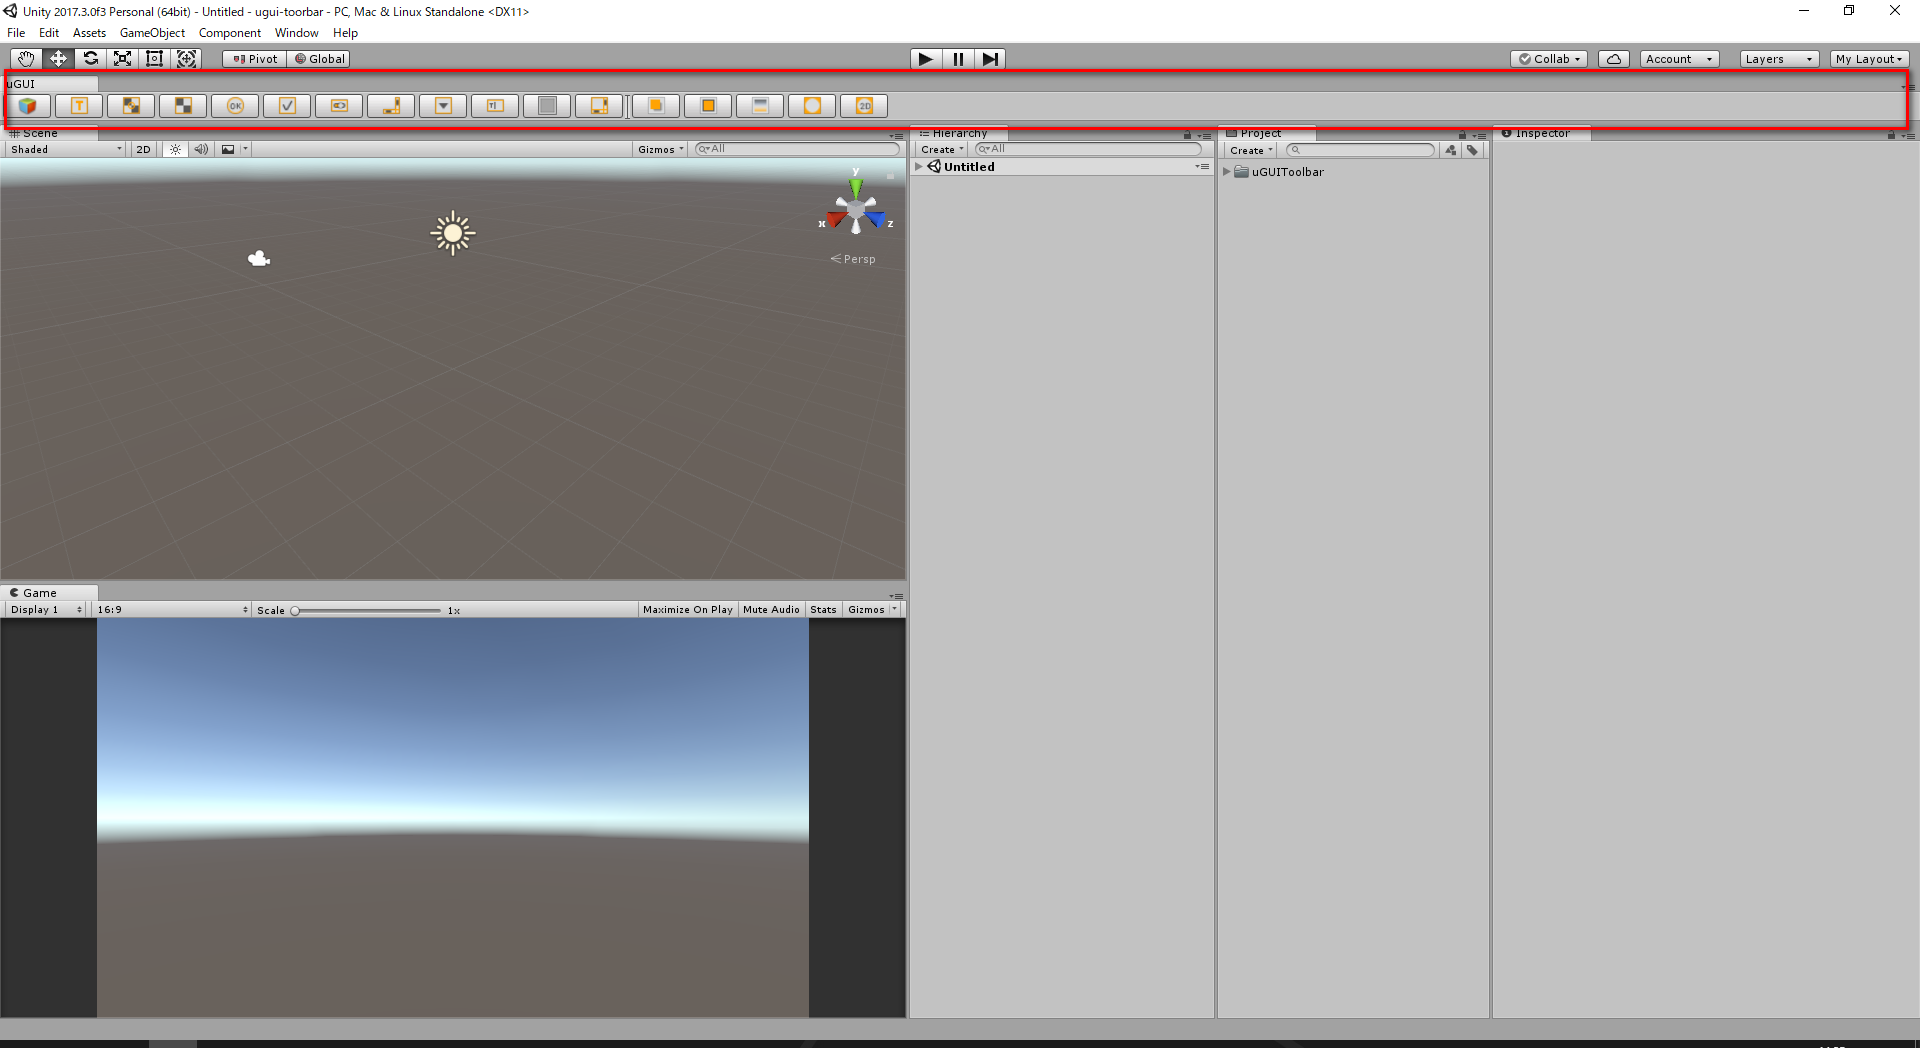 Unity 2017.3.0f3 Personal (64bit) - Untitled - ugui-toorbar - PC, Mac & Linux Standalone <DX11>
File Edit Assets GameObject Component Window Help
Pivot Global Collab Account Layers My Layout
uGUI
T OK T 2D
Scene Hierarchy Project Inspector
Shaded 2D Gizmos All Create All Create
Untitled
uGUIToolbar
y
x z
Persp
Game
Display 1 16:9 Scale 1x Maximize On Play Mute Audio Stats Gizmos